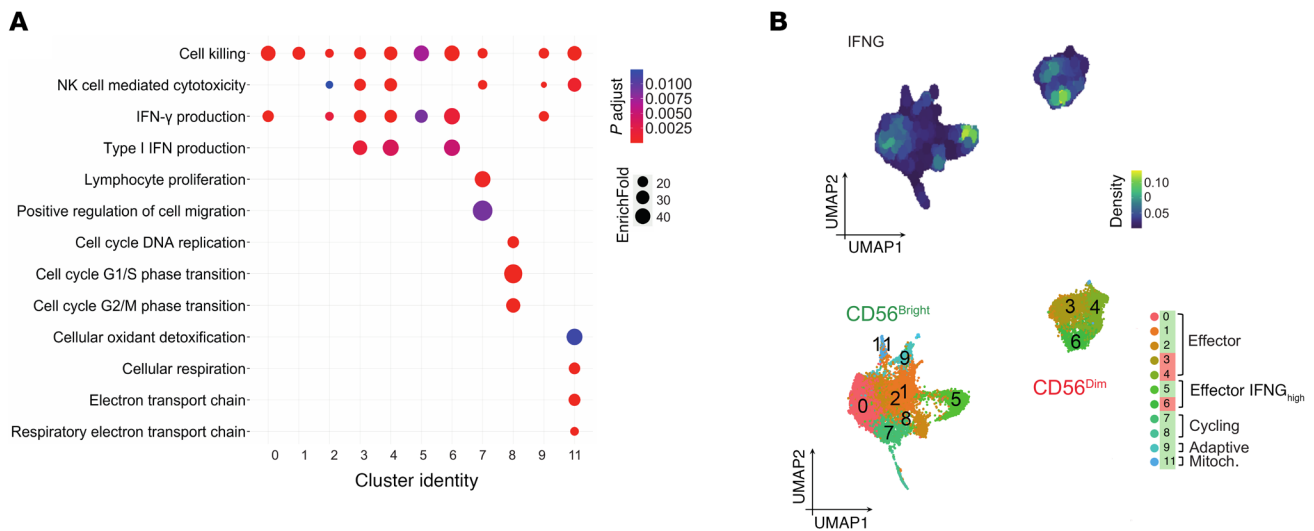 A
Cell killing
NK cell mediated cytotoxicity
IFN-γ production
Type I IFN production
Lymphocyte proliferation
Positive regulation of cell migration
Cell cycle DNA replication
Cell cycle G1/S phase transition
Cell cycle G2/M phase transition
Cellular oxidant detoxification
Cellular respiration
Electron transport chain
Respiratory electron transport chain
0 1 2 3 4 5 6 7 8 9 11
Cluster identity
P adjust
0.0100
0.0075
0.0050
0.0025
EnrichFold
20
30
40
B
IFNG
UMAP2
UMAP1
Density
0.10
0
0.05
CD56Bright
11
9
0
2
1
5
8
7
3
4
6
CD56Dim
UMAP2
UMAP1
0
1
2
3
4
5
6
7
8
9
11
Effector
Effector IFNGhigh
Cycling
Adaptive
Mitoch.